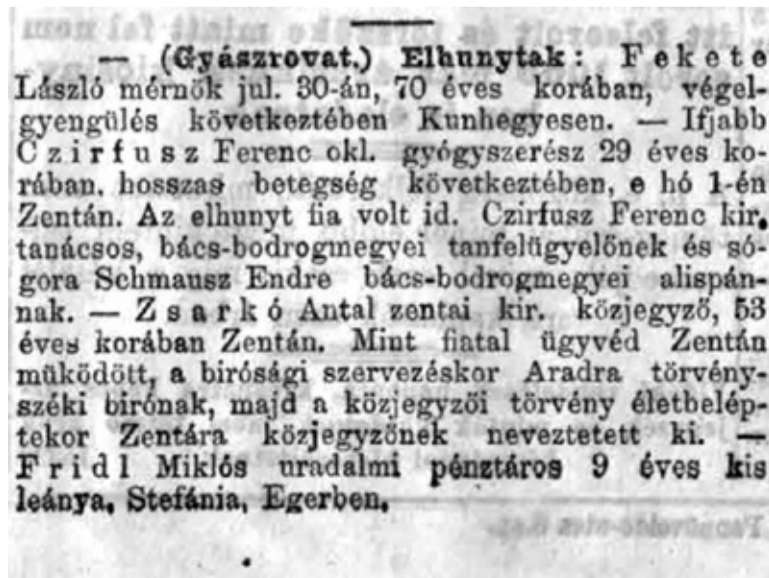 — (Gyászrovat.) Elhunytak: Fekete
László mérnök jul. 30-án, 70 éves korában, végel-
gyengülés következtében Kunhegyesen. — Ifjabb
Czirfusz Ferenc okl. gyógyszerész 29 éves ko-
rában. hosszas betegség következtében, e hó 1-én
Zentán. Az elhunyt fia volt id. Czirfusz Ferenc kir.
tanácsos, bács-bodrogmegyei tanfelügyelőnek és só-
gora Schmausz Endre bács-bodrogmegyei alispán-
nak. — Zsarkó Antal zentai kir. közjegyző, 53
éves korában Zentán. Mint fiatal ügyvéd Zentán
müködött, a birósági szervezéskor Aradra törvény-
széki birónak, majd a közjegyzői törvény életbelép-
tekor Zentára közjegyzőnek neveztetett ki. —
Fridl Miklós uradalmi pénztáros 9 éves kis
leánya, Stefánia, Egerben.